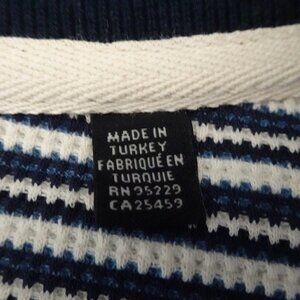 MADE IN
TURKEY
FABRIQUÉ EN
TURQUIE
RN 95229
CA 25459